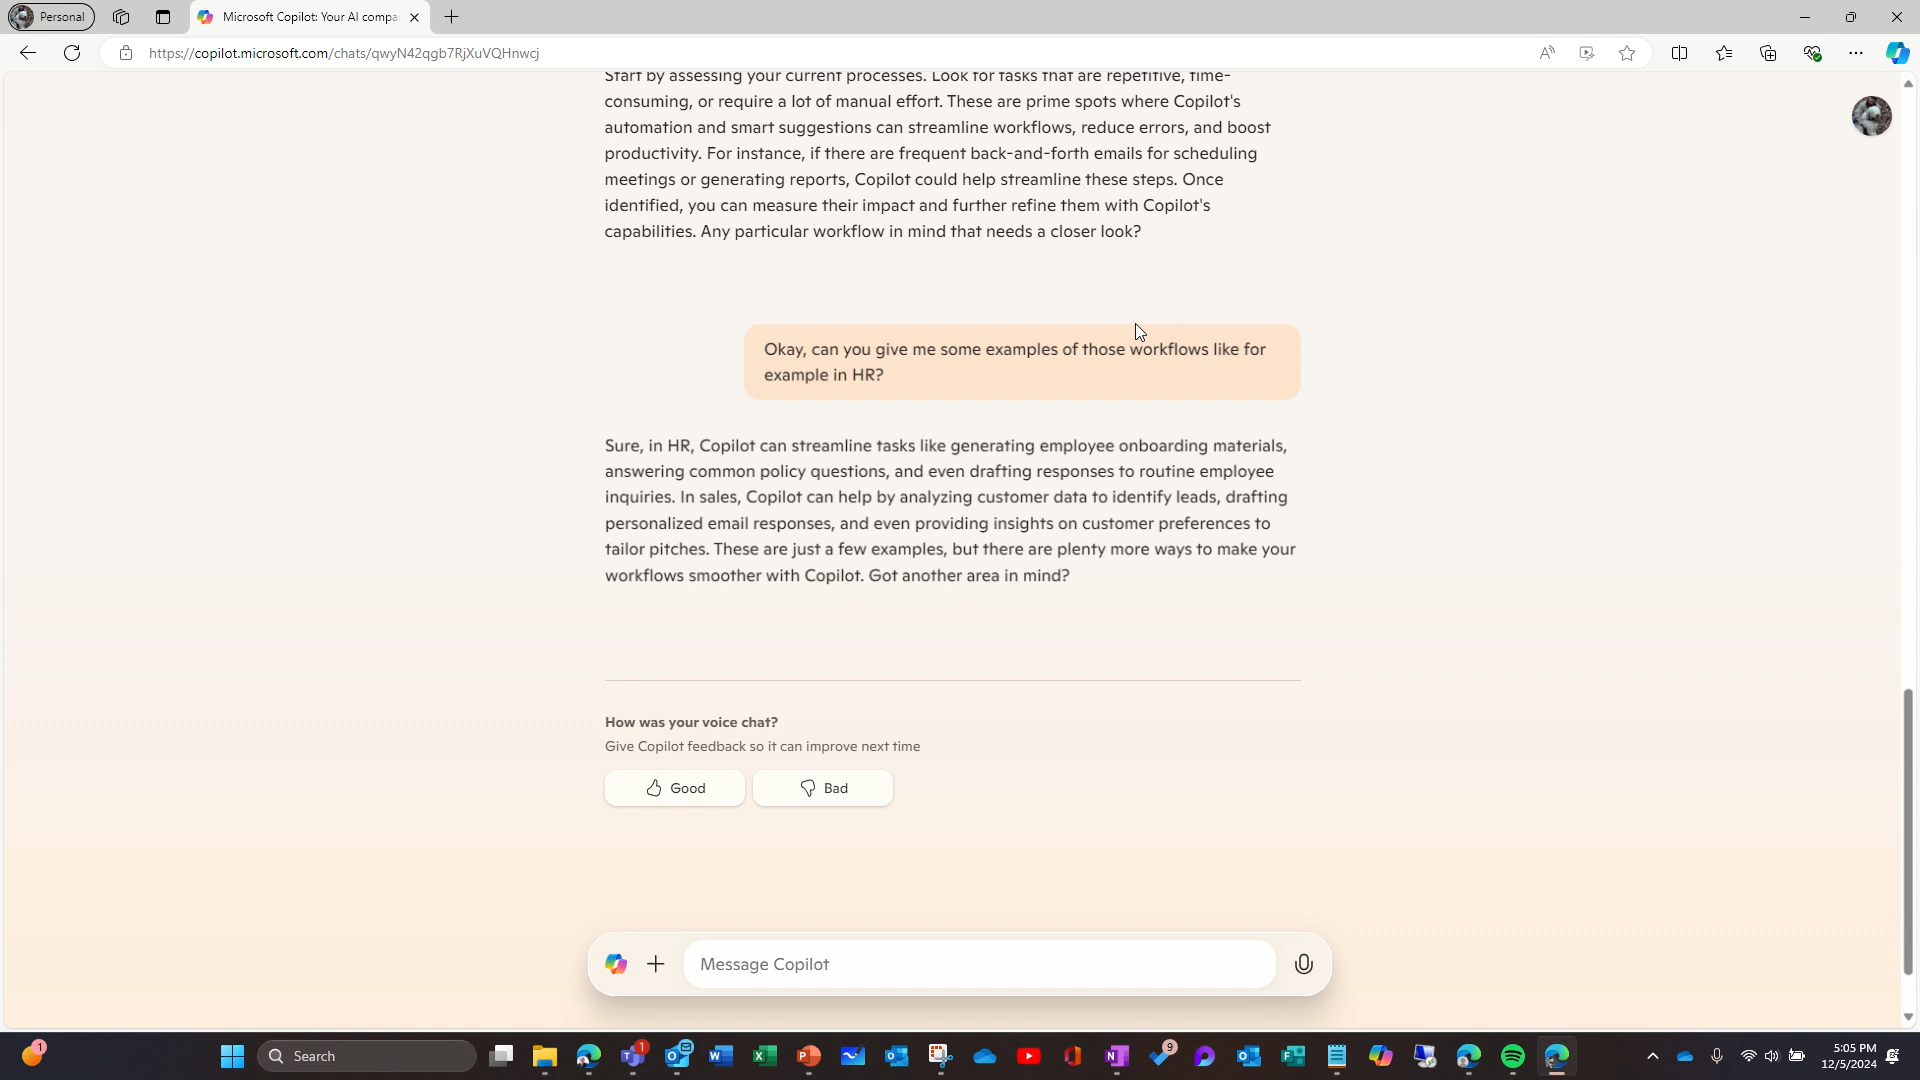 Personal
Microsoft Copilot: Your AI compa
https://copilot.microsoft.com/chats/qwyN42qgb7RjXuVQHnwcj
Start by assessing your current processes. Look for tasks that are repetitive, time-
consuming, or require a lot of manual effort. These are prime spots where Copilot's
automation and smart suggestions can streamline workflows, reduce errors, and boost
productivity. For instance, if there are frequent back-and-forth emails for scheduling
meetings or generating reports, Copilot could help streamline these steps. Once
identified, you can measure their impact and further refine them with Copilot's
capabilities. Any particular workflow in mind that needs a closer look?
Okay, can you give me some examples of those workflows like for
example in HR?
Sure, in HR, Copilot can streamline tasks like generating employee onboarding materials,
answering common policy questions, and even drafting responses to routine employee
inquiries. In sales, Copilot can help by analyzing customer data to identify leads, drafting
personalized email responses, and even providing insights on customer preferences to
tailor pitches. These are just a few examples, but there are plenty more ways to make your
workflows smoother with Copilot. Got another area in mind?
How was your voice chat?
Give Copilot feedback so it can improve next time
Good
Bad
Message Copilot
1
Search
1
9
5:05 PM
12/5/2024